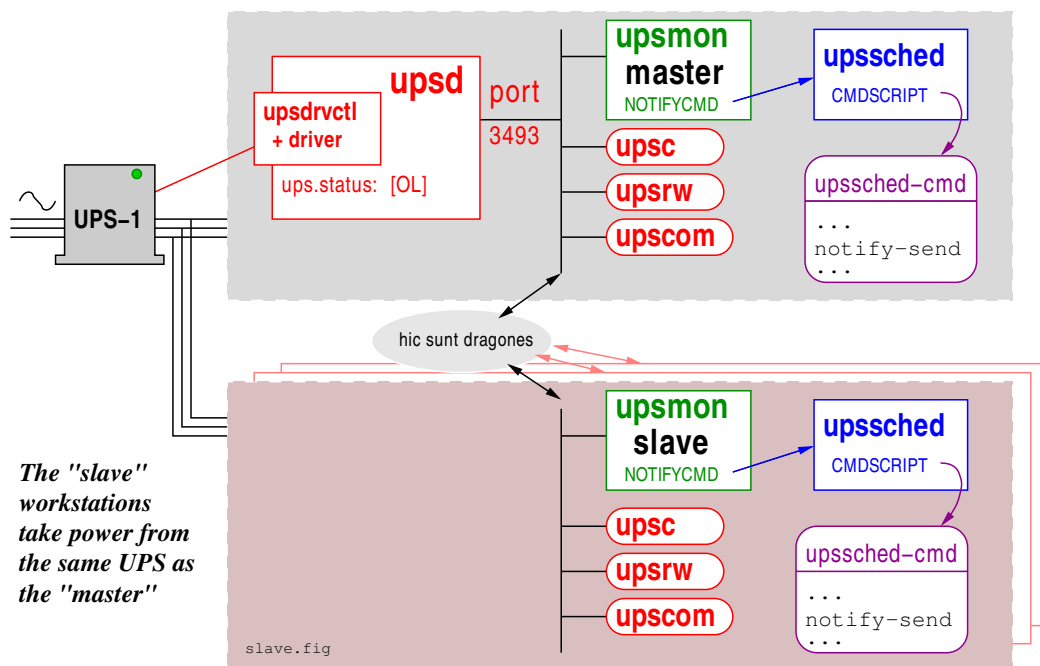 upsd
upsdrvctl
+ driver
ups.status: [OL]
port
3493
upsmon
master
NOTIFYCMD
upsc
upsrw
upscom
upssched
CMDSCRIPT
upssched-cmd
...
notify-send
...
UPS-1
hic sunt dragones
upsmon
slave
NOTIFYCMD
upsc
upsrw
upscom
upssched
CMDSCRIPT
upssched-cmd
...
notify-send
...
The "slave"
workstations
take power from
the same UPS as
the "master"
slave.fig